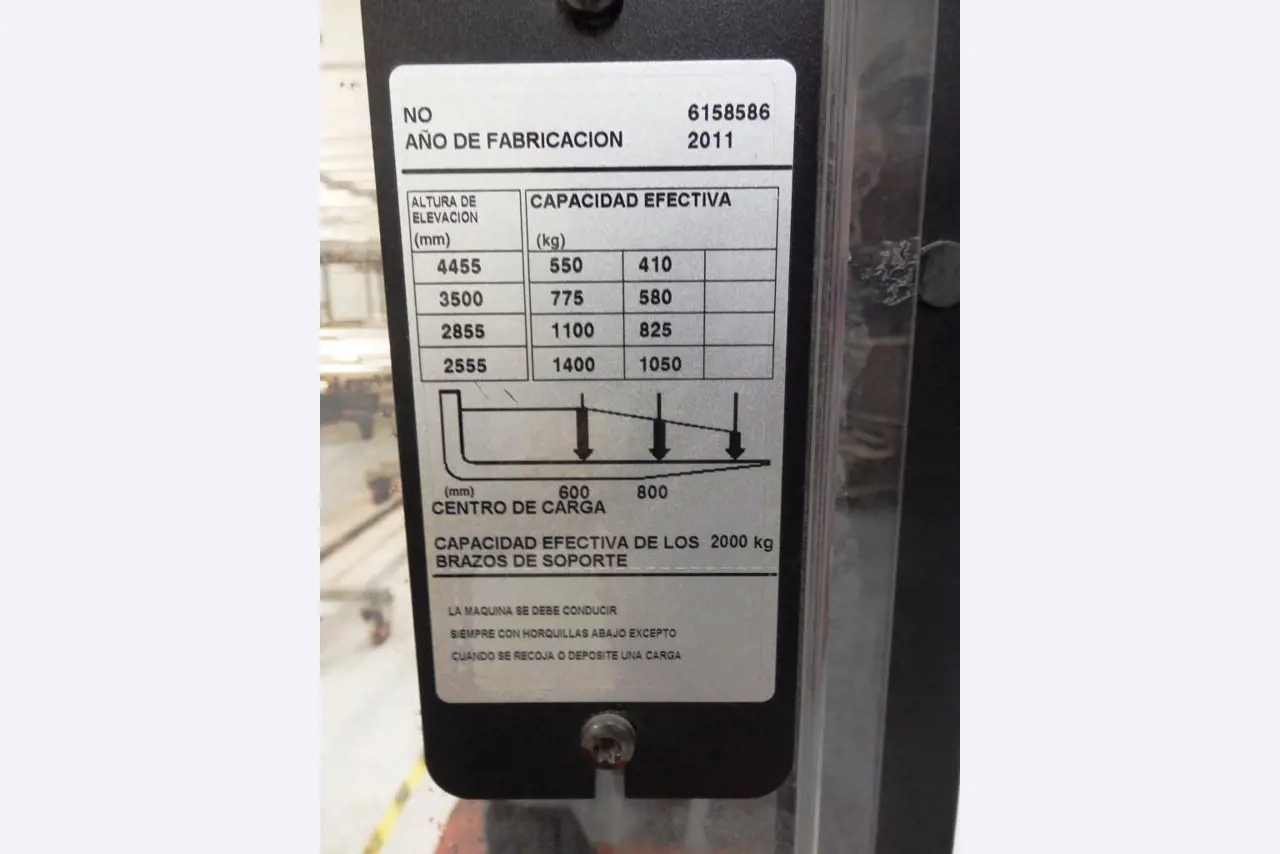 NO 6158586
AÑO DE FABRICACION 2011
ALTURA DE
ELEVACION
(mm)
CAPACIDAD EFECTIVA
(kg)
4455 550 410
3500 775 580
2855 1100 825
2555 1400 1050
(mm) 600 800
CENTRO DE CARGA
CAPACIDAD EFECTIVA DE LOS 2000 kg
BRAZOS DE SOPORTE
LA MAQUINA SE DEBE CONDUCIR
SIEMPRE CON HORQUILLAS ABAJO EXCEPTO
CUANDO SE RECOJA O DEPOSITE UNA CARGA